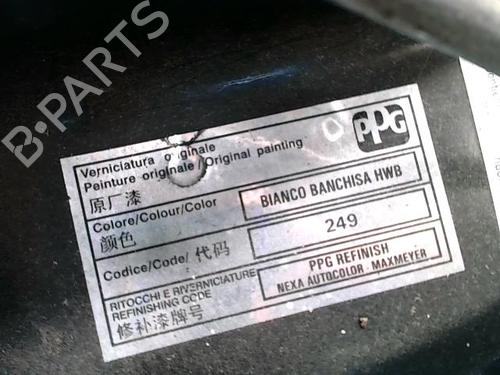 B-PARTS
PPG
Verniciatura originale
Peinture originale/Original painting
原厂漆
Colore/Colour/Color
颜色
BIANCO BANCHISA HWB
Codice/Code/代码
249
RITOCCHI E RIVERNICIATURE
REFINISHING CODE
修补漆牌号
PPG REFINISH
NEXA AUTOCOLOR - MAXMEYER